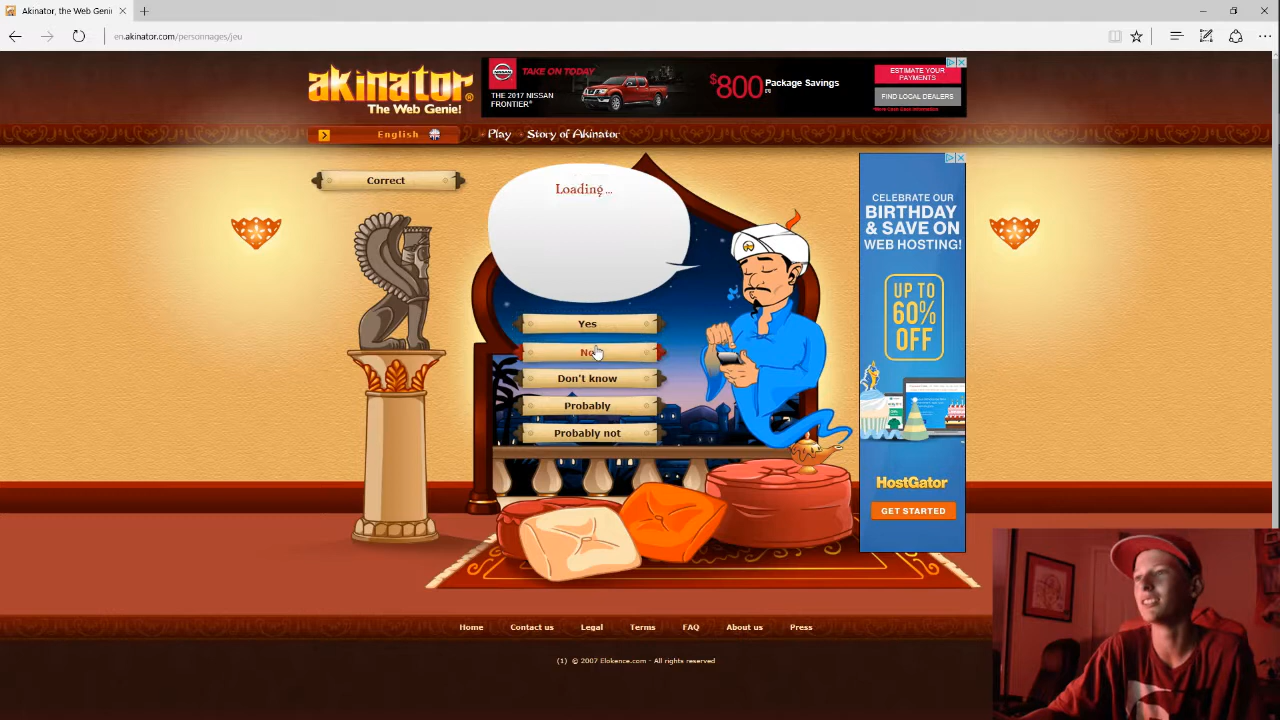 Akinator, the Web Geni
en.akinator.com/personnages/jeu
akinator®
The Web Genie!
TAKE ON TODAY
THE 2017 NISSAN
FRONTIER®
$800 Package Savings
ESTIMATE YOUR
PAYMENTS
FIND LOCAL DEALERS
English
Play
Story of Akinator
Correct
Loading ...
Yes
No
Don't know
Probably
Probably not
CELEBRATE OUR
BIRTHDAY
& SAVE ON
WEB HOSTING!
UP TO
60%
OFF
HOSTGATOR
GET STARTED
Home
Contact us
Legal
Terms
FAQ
About us
Press
(1) © 2007 Elokence.com - All rights reserved